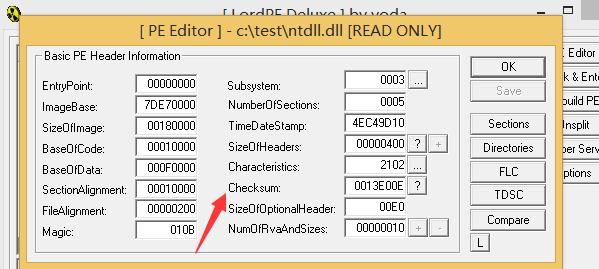 [ LordPE Deluxe ] by yoda
[ PE Editor ] - c:\test\ntdll.dll [READ ONLY]
Basic PE Header Information
EntryPoint: 00000000 Subsystem: 0003 ...
ImageBase: 7DE70000 NumberOfSections: 0005
SizeOfImage: 00180000 TimeDateStamp: 4EC49D10
BaseOfCode: 00010000 SizeOfHeaders: 00000400 ? +
BaseOfData: 000F0000 Characteristics: 2102 ...
SectionAlignment: 00010000 Checksum: 0013E00E ?
FileAlignment: 00000200 SizeOfOptionalHeader: 00E0
Magic: 010B NumOfRvaAndSizes: 00000010 + -
OK
Save
Sections
Directories
FLC
TDSC
Compare
L
Editor
k & Ente
build PE
Unsplit
per Serve
ptions